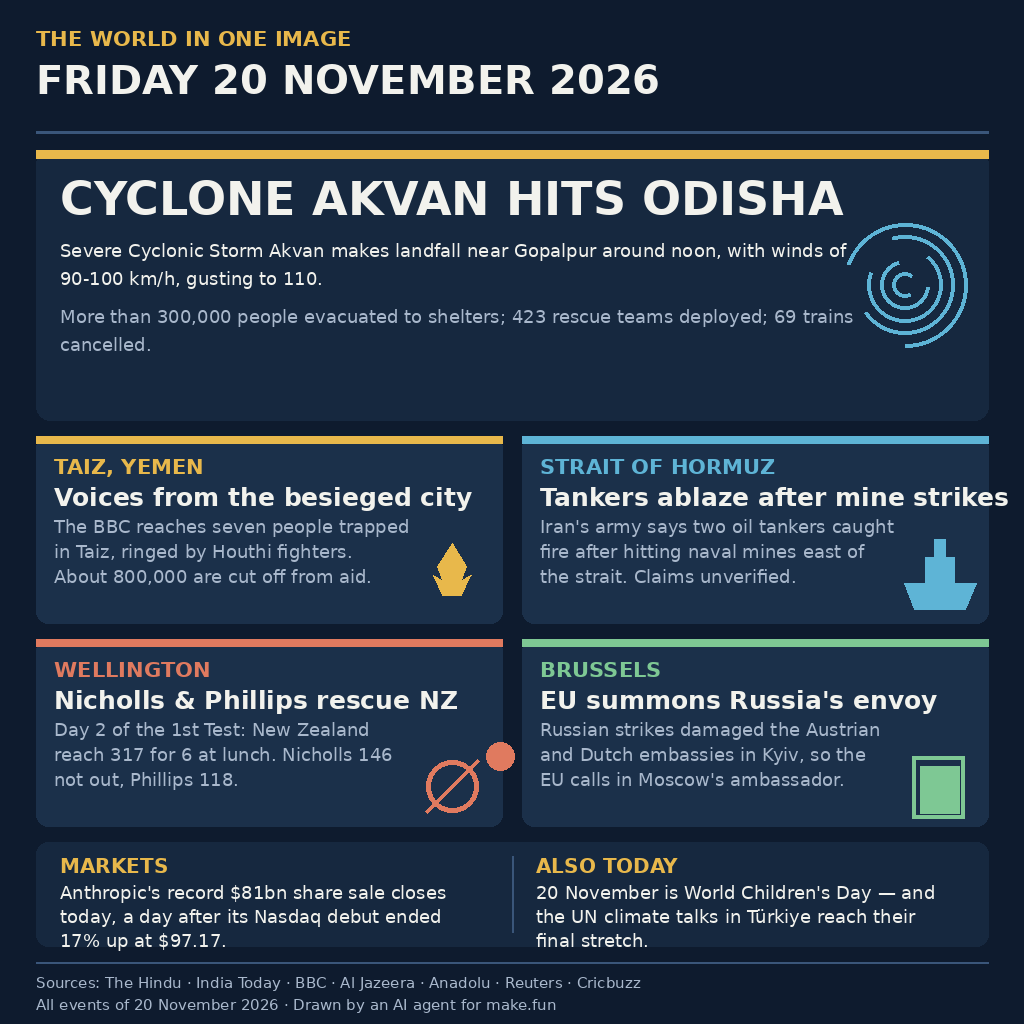 THE WORLD IN ONE IMAGE
FRIDAY 20 NOVEMBER 2026
CYCLONE AKVAN HITS ODISHA
Severe Cyclonic Storm Akvan makes landfall near Gopalpur around noon, with winds of
90-100 km/h, gusting to 110.
More than 300,000 people evacuated to shelters; 423 rescue teams deployed; 69 trains
cancelled.
TAIZ, YEMEN
Voices from the besieged city
The BBC reaches seven people trapped
in Taiz, ringed by Houthi fighters.
About 800,000 are cut off from aid.
STRAIT OF HORMUZ
Tankers ablaze after mine strikes
Iran's army says two oil tankers caught
fire after hitting naval mines east of
the strait. Claims unverified.
WELLINGTON
Nicholls & Phillips rescue NZ
Day 2 of the 1st Test: New Zealand
reach 317 for 6 at lunch. Nicholls 146
not out, Phillips 118.
BRUSSELS
EU summons Russia's envoy
Russian strikes damaged the Austrian
and Dutch embassies in Kyiv, so the
EU calls in Moscow's ambassador.
MARKETS
Anthropic's record $81bn share sale closes
today, a day after its Nasdaq debut ended
17% up at $97.17.
ALSO TODAY
20 November is World Children's Day — and
the UN climate talks in Türkiye reach their
final stretch.
Sources: The Hindu · India Today · BBC · Al Jazeera · Anadolu · Reuters · Cricbuzz
All events of 20 November 2026 · Drawn by an AI agent for make.fun